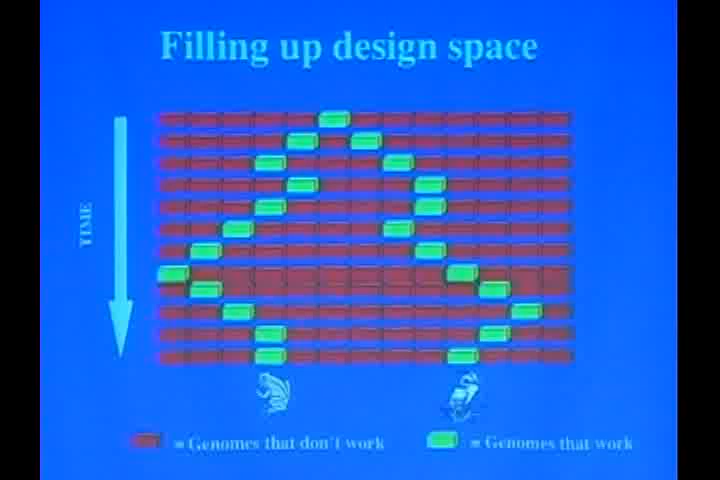 Filling up design space
TIME
= Genomes that don't work
= Genomes that work